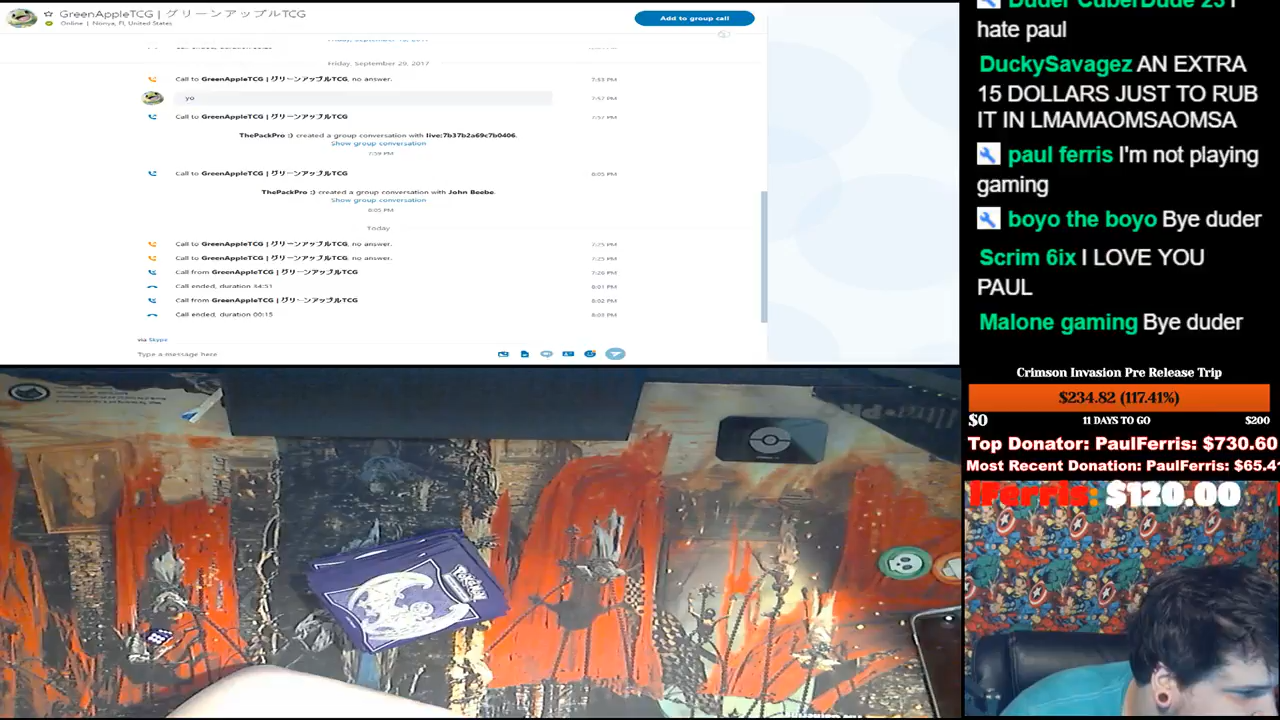 GreenAppleTCG | グリーンアップルTCG
Online | Nonya, Fl, United States
Add to group call
Friday, September 29, 2017
Call to GreenAppleTCG | グリーンアップルTCG, no answer. 7:53 PM
yo 7:57 PM
Call to GreenAppleTCG | グリーンアップルTCG 7:57 PM
ThePackPro :) created a group conversation with live:7b37b2a69c7b0406.
Show group conversation
7:59 PM
Call to GreenAppleTCG | グリーンアップルTCG 8:05 PM
ThePackPro :) created a group conversation with John Beebe.
Show group conversation
8:05 PM
Today
Call to GreenAppleTCG | グリーンアップルTCG, no answer. 7:25 PM
Call to GreenAppleTCG | グリーンアップルTCG, no answer. 7:25 PM
Call from GreenAppleTCG | グリーンアップルTCG 7:28 PM
Call ended, duration 34:51 8:01 PM
Call from GreenAppleTCG | グリーンアップルTCG 8:02 PM
Call ended, duration 00:15 8:03 PM
via Skype
Type a message here
Duder CuberDude 23 I
hate paul
DuckySavagez AN EXTRA
15 DOLLARS JUST TO RUB
IT IN LMAMAOMSAOMSA
paul ferris I'm not playing
gaming
boyo the boyo Bye duder
Scrim 6ix I LOVE YOU
PAUL
Malone gaming Bye duder
Crimson Invasion Pre Release Trip
$234.82 (117.41%)
$0 11 DAYS TO GO $200
Top Donator: PaulFerris: $730.60
Most Recent Donation: PaulFerris: $65.4
lFerris: $120.00